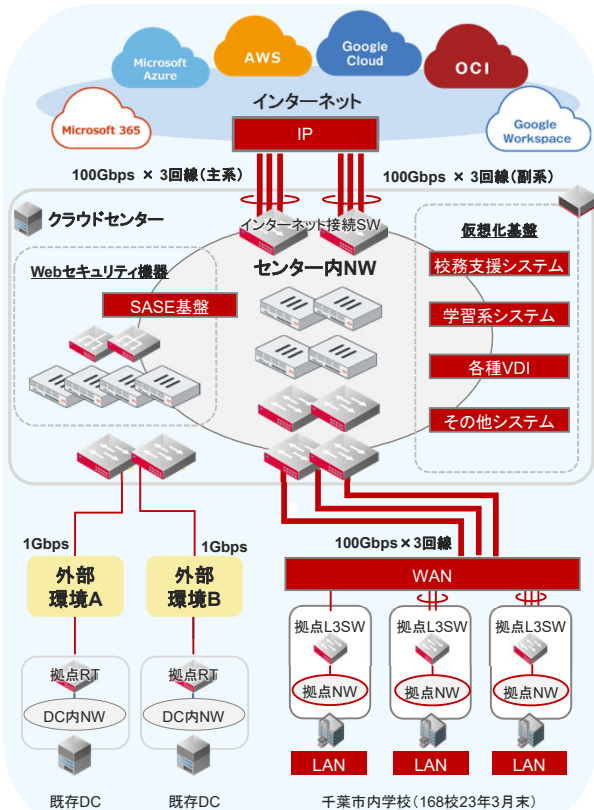 Microsoft
Azure
AWS
Google
Cloud
OCI
Microsoft 365
インターネット
Google
Workspace
IP
100Gbps × 3回線(主系)
100Gbps × 3回線(副系)
クラウドセンター
インターネット接続SW
仮想化基盤
Webセキュリティ機器
センター内NW
校務支援システム
SASE基盤
学習系システム
各種VDI
その他システム
1Gbps
1Gbps
100Gbps×3回線
外部
環境A
外部
環境B
WAN
拠点L3SW
拠点L3SW
拠点L3SW
拠点RT
拠点RT
拠点NW
拠点NW
拠点NW
DC内NW
DC内NW
LAN
LAN
LAN
既存DC
既存DC
千葉市内学校(168校23年3月末)